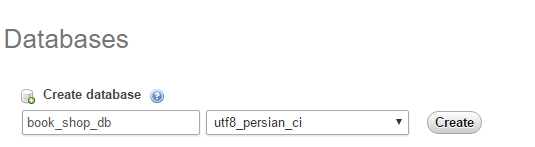 Databases
Create database
book_shop_db utf8_persian_ci Create